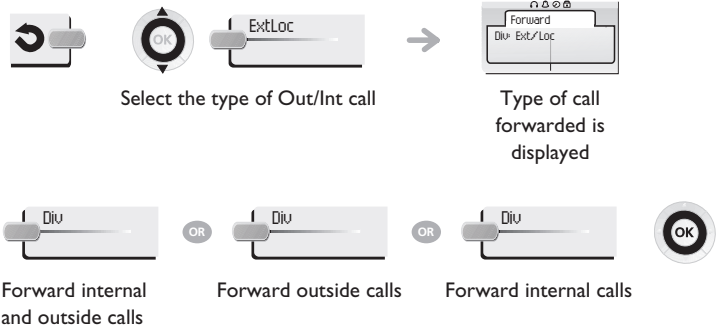 OK
ExtLoc
Forward
Div: Ext/Loc
Select the type of Out/Int call
Type of call
forwarded is
displayed
Div
OR
Div
OR
Div
OK
Forward internal
and outside calls
Forward outside calls
Forward internal calls